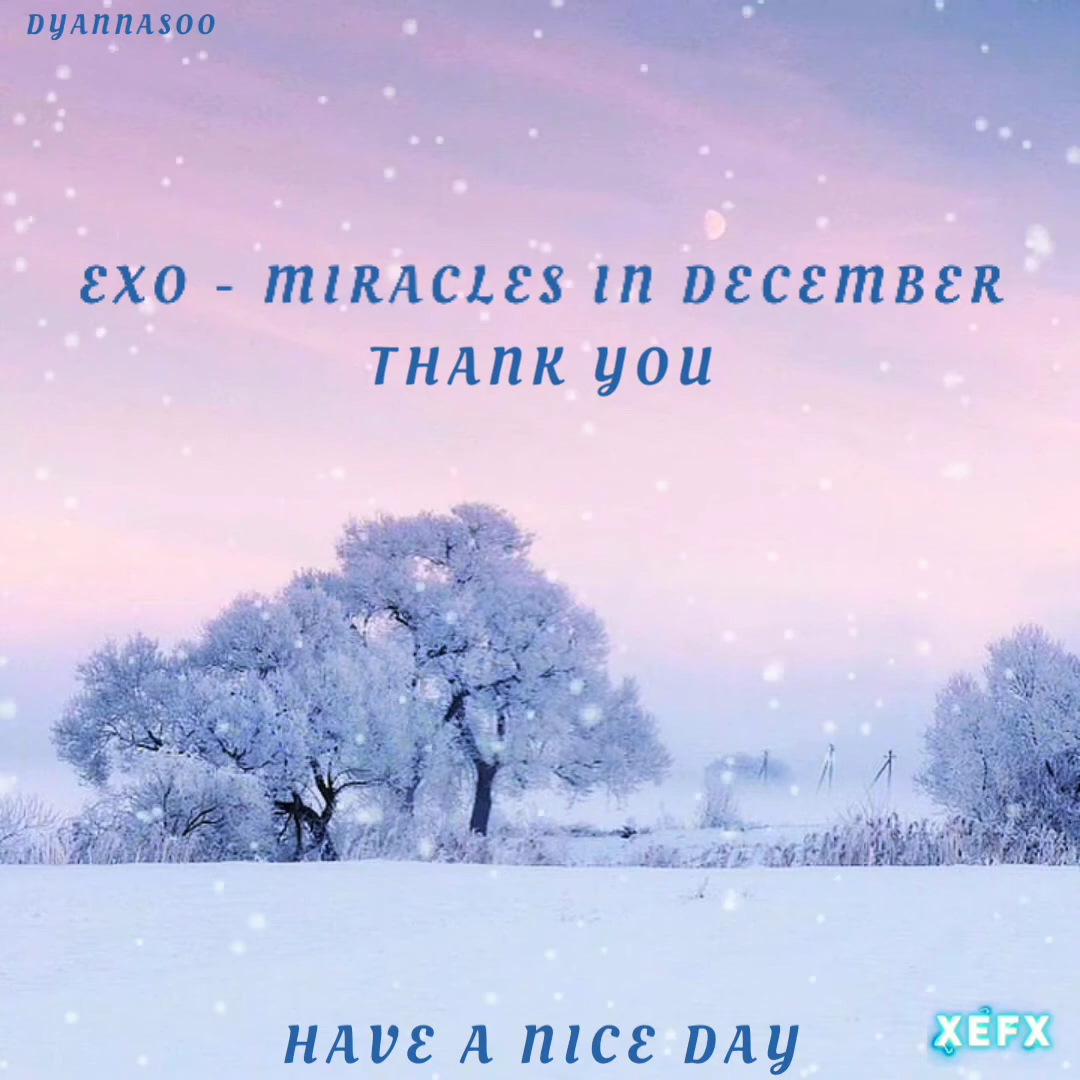 DYANNASOO
EXO - MIRACLES IN DECEMBER
THANK YOU
HAVE A NICE DAY
XEFX